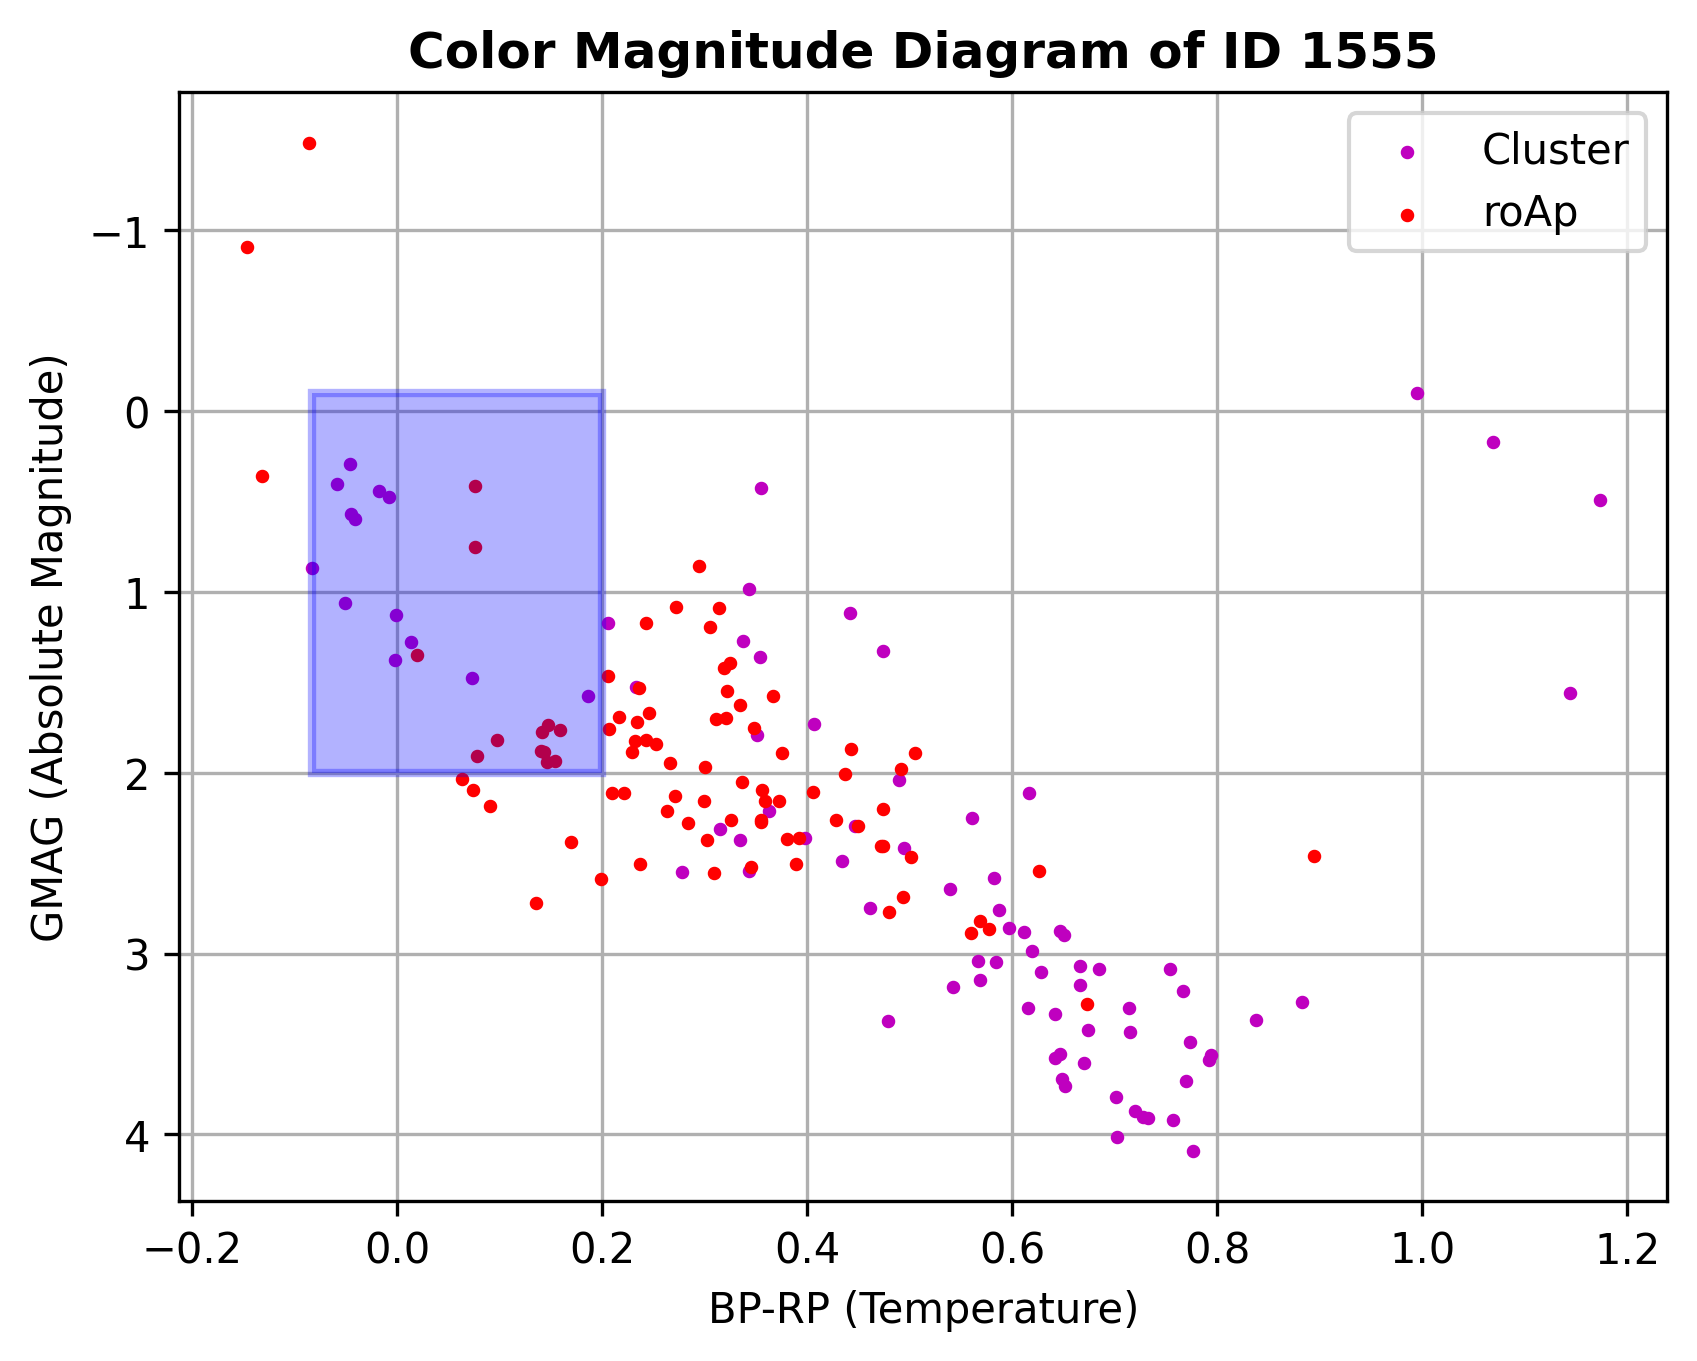 Color Magnitude Diagram of ID 1555
Cluster
roAp
GMAG (Absolute Magnitude)
−1
0
1
2
3
4
−0.2 0.0 0.2 0.4 0.6 0.8 1.0 1.2
BP-RP (Temperature)